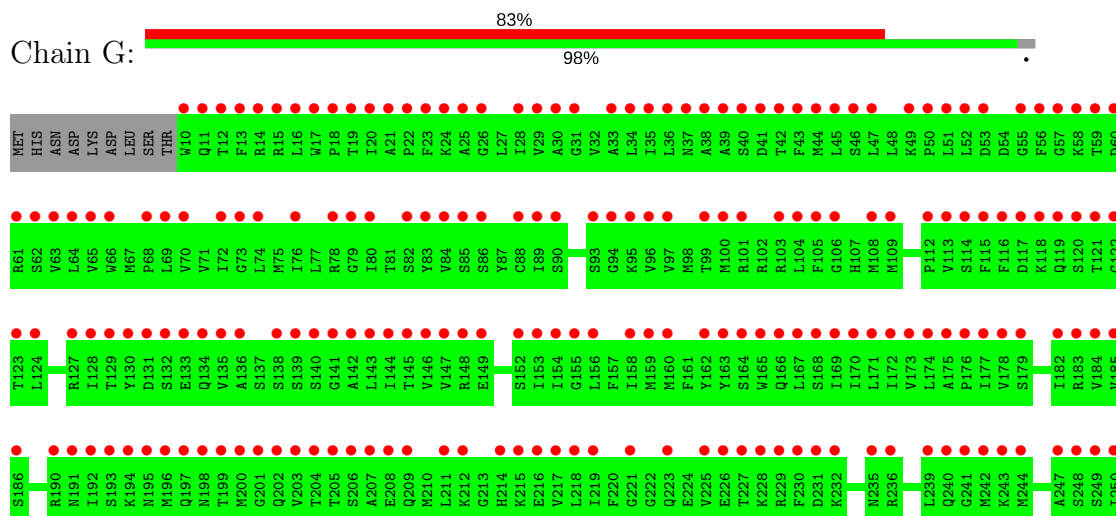 Chain G:
83%
98%
MET HIS ASN ASP LYS ASP LEU SER THR W10 Q11 T12 F13 R14 R15 L16 W17 P18 T19 I20 A21 P22 F23 K24 A25 G26 L27 I28 V29 A30 G31 V32 A33 L34 I35 L36 N37 A38 A39 S40 D41 T42 F43 M44 L45 S46 L47 L48 K49 P50 L51 L52 D53 D54 G55 F56 G57 K58 T59 D60
R61 S62 V63 L64 V65 W66 M67 P68 L69 V70 V71 I72 G73 L74 M75 I76 L77 R78 G79 I80 T81 S82 Y83 V84 S85 S86 Y87 C88 I89 S90 S93 G94 K95 V96 V97 M98 T99 M100 R101 R102 R103 L104 F105 G106 H107 M108 M109 P112 V113 S114 F115 F116 D117 K118 Q119 S120 T121 G122
T123 L124 R127 I128 T129 Y130 D131 S132 E133 Q134 V135 A136 S137 S138 S139 S140 G141 A142 L143 I144 T145 V146 V147 R148 E149 S152 I153 I154 G155 L156 F157 I158 M159 M160 F161 Y162 Y163 S164 W165 Q166 L167 S168 I169 I170 L171 I172 V173 L174 A175 P176 I177 V178 S179 I182 R183 V184 V185
S186 R190 N191 I192 S193 K194 N195 M196 Q197 N198 T199 M200 G201 Q202 V203 T204 T205 S206 A207 E208 Q209 M210 L211 K212 G213 H214 K215 E216 V217 L218 I219 F220 G221 G222 Q223 E224 V225 E226 T227 K228 R229 F230 D231 K232 N235 R236 L239 Q240 G241 M242 K243 M244 A247 S248 S249